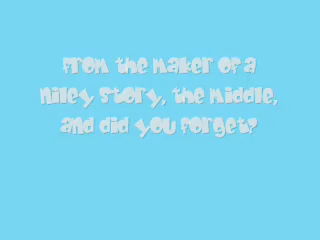 from the maker of a
Niley story, the middle,
and did you forget?